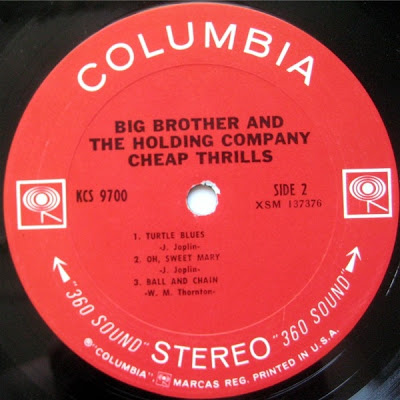 COLUMBIA
BIG BROTHER AND
THE HOLDING COMPANY
CHEAP THRILLS
KCS 9700
SIDE 2
XSM 137376
1. TURTLE BLUES
-J. Joplin-
2. OH, SWEET MARY
-J. Joplin-
3. BALL AND CHAIN
-W. M. Thornton-
"360 SOUND" STEREO "360 SOUND"
℗"COLUMBIA", MARCAS REG. PRINTED IN U.S.A.